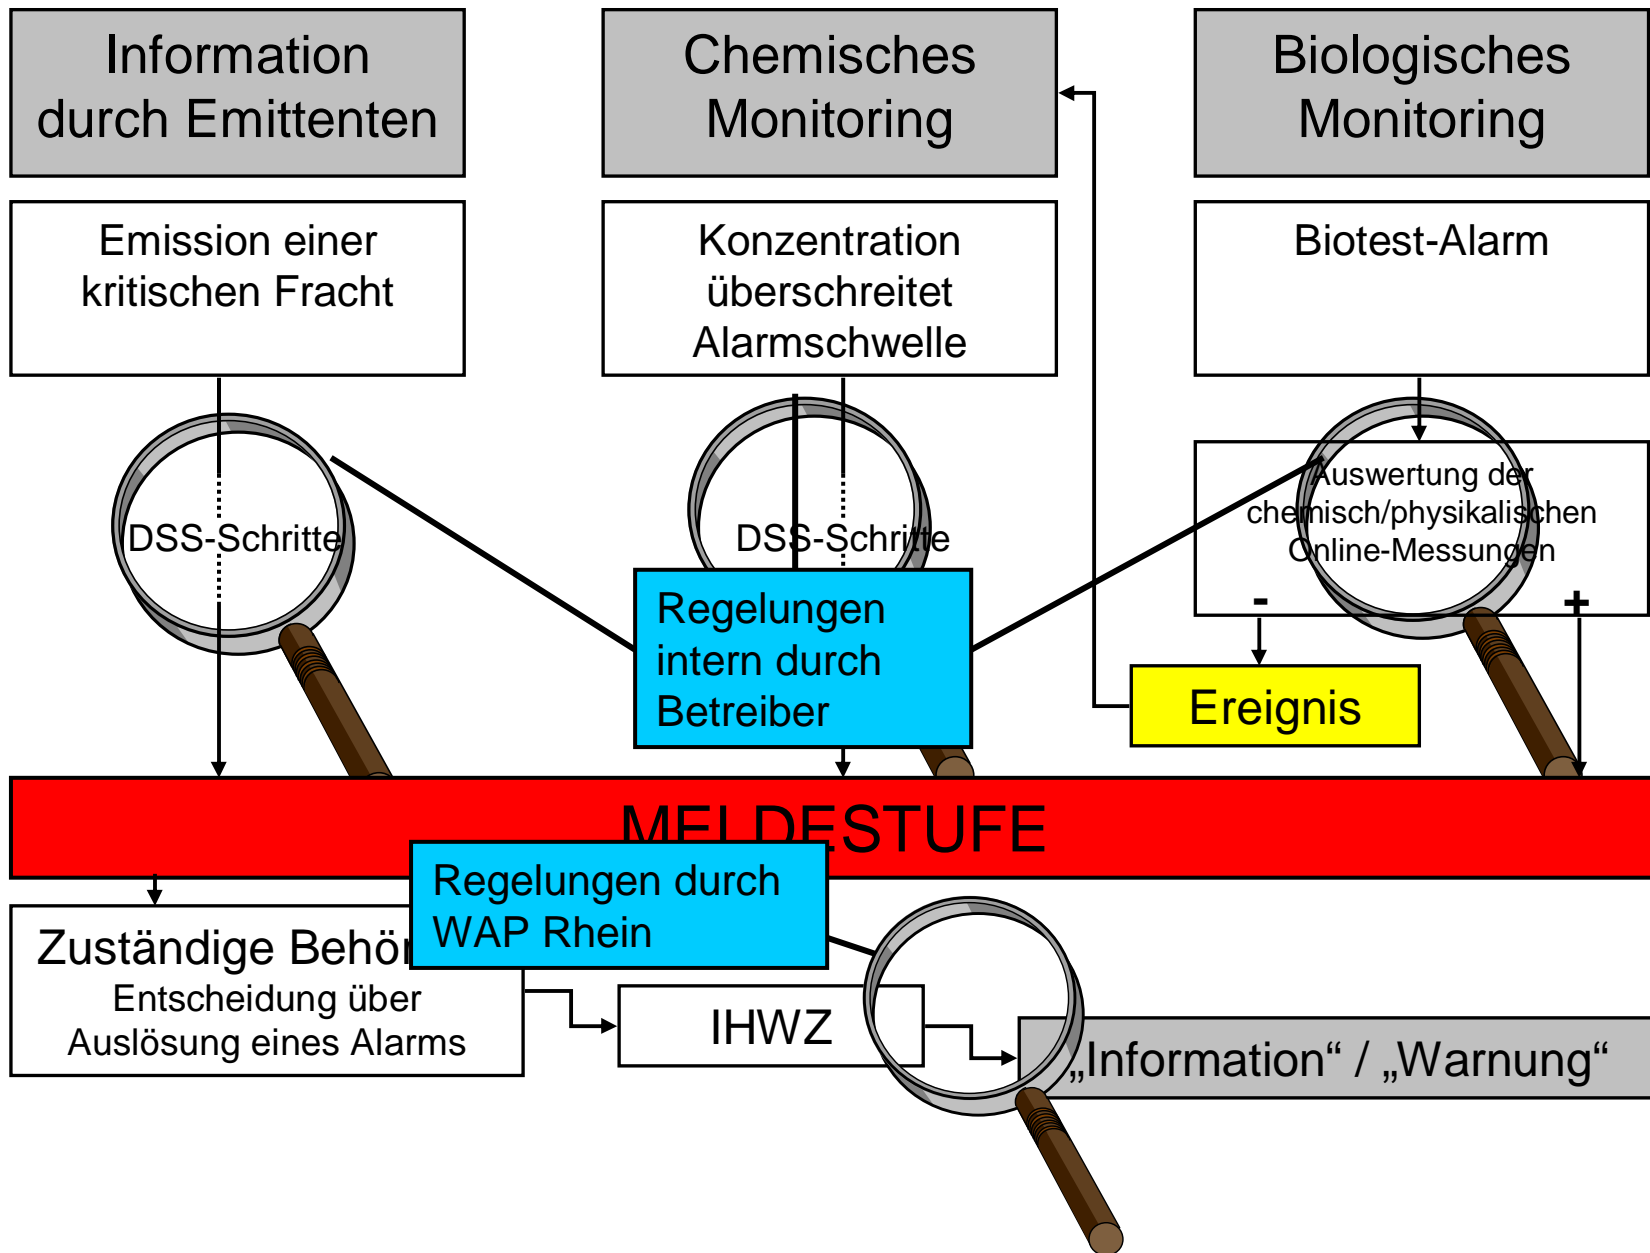 Information
durch Emittenten
Chemisches
Monitoring
Biologisches
Monitoring
Emission einer
kritischen Fracht
Konzentration
überschreitet
Alarmschwelle
Biotest-Alarm
DSS-Schritte
DSS-Schritte
Auswertung der
chemisch/physikalischen
Online-Messungen
- +
Regelungen
intern durch
Betreiber
Ereignis
MELDESTUFE
Regelungen durch
WAP Rhein
Zuständige
Entscheidung über
Auslösung eines Alarms
IHWZ
„Information“ / „Warnung“